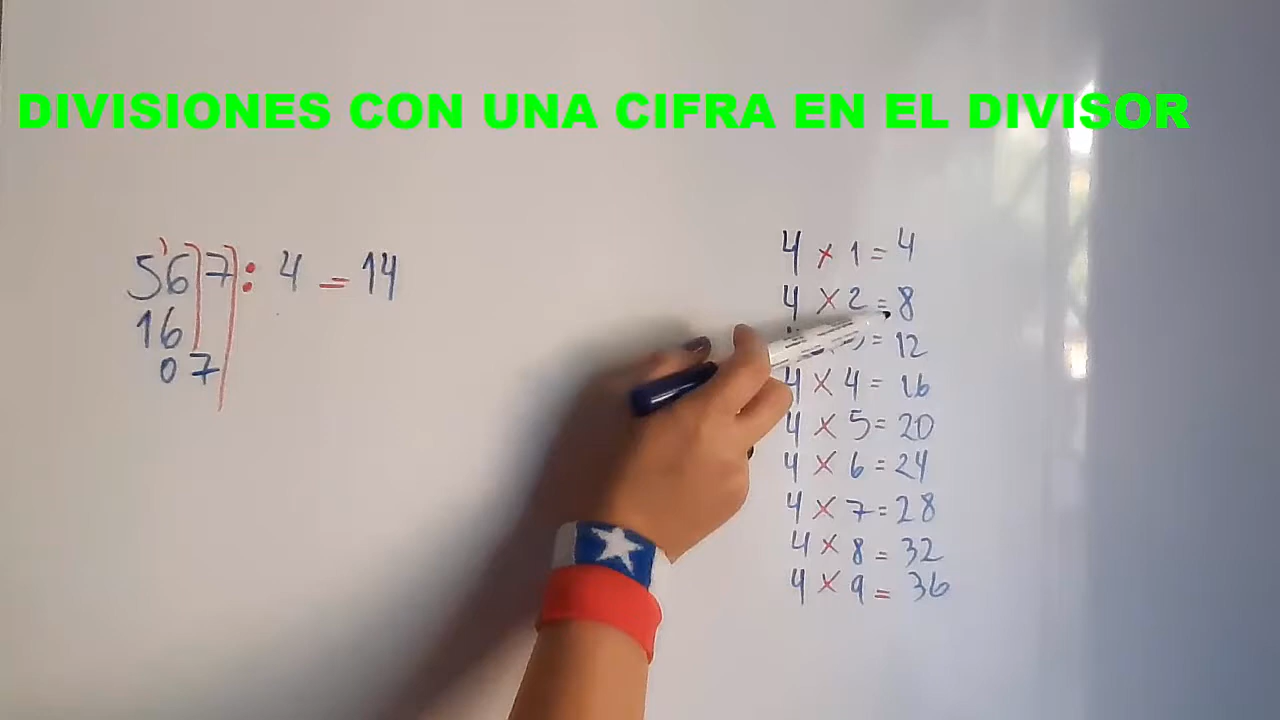 DIVISIONES CON UNA CIFRA EN EL DIVISOR
567 : 4 = 14
16
07
4 × 1 = 4
4 × 2 = 8
= 12
4 × 4 = 16
4 × 5 = 20
4 × 6 = 24
4 × 7 = 28
4 × 8 = 32
4 × 9 = 36